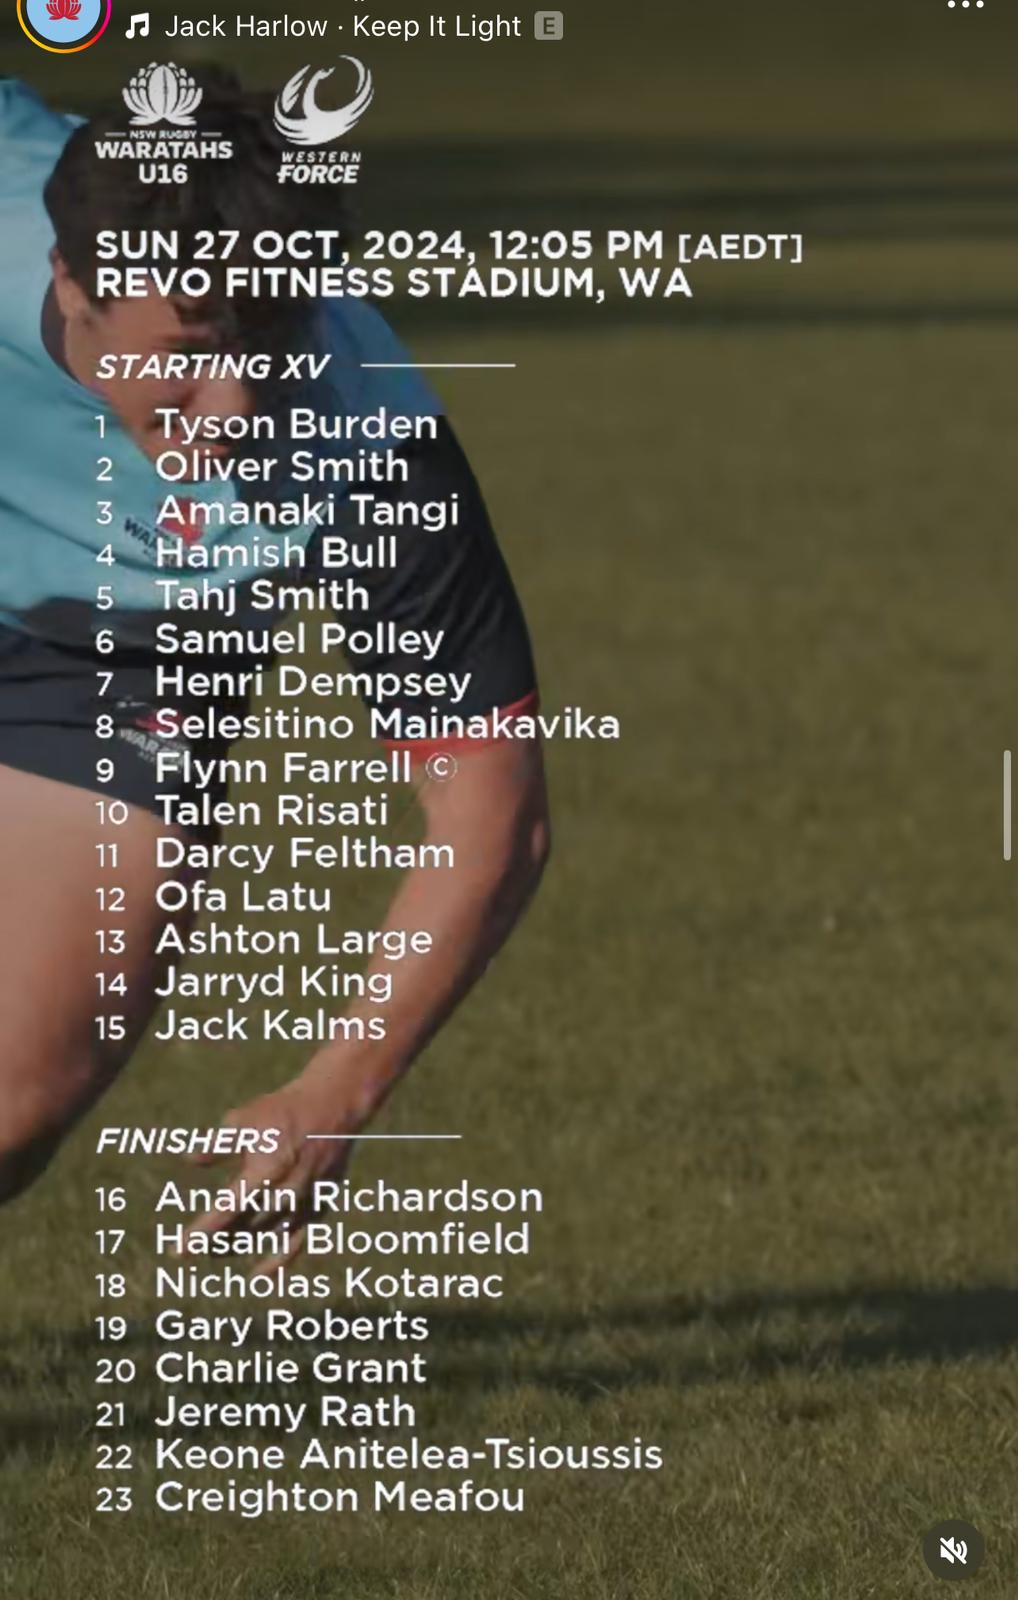 Jack Harlow · Keep It Light E
NSW RUGBY
WARATAHS
U16
WESTERN
FORCE
SUN 27 OCT, 2024, 12:05 PM [AEDT]
REVO FITNESS STADIUM, WA
STARTING XV
1 Tyson Burden
2 Oliver Smith
3 Amanaki Tangi
4 Hamish Bull
5 Tahj Smith
6 Samuel Polley
7 Henri Dempsey
8 Selesitino Mainakavika
9 Flynn Farrell ©
10 Talen Risati
11 Darcy Feltham
12 Ofa Latu
13 Ashton Large
14 Jarryd King
15 Jack Kalms
FINISHERS
16 Anakin Richardson
17 Hasani Bloomfield
18 Nicholas Kotarac
19 Gary Roberts
20 Charlie Grant
21 Jeremy Rath
22 Keone Anitelea-Tsioussis
23 Creighton Meafou